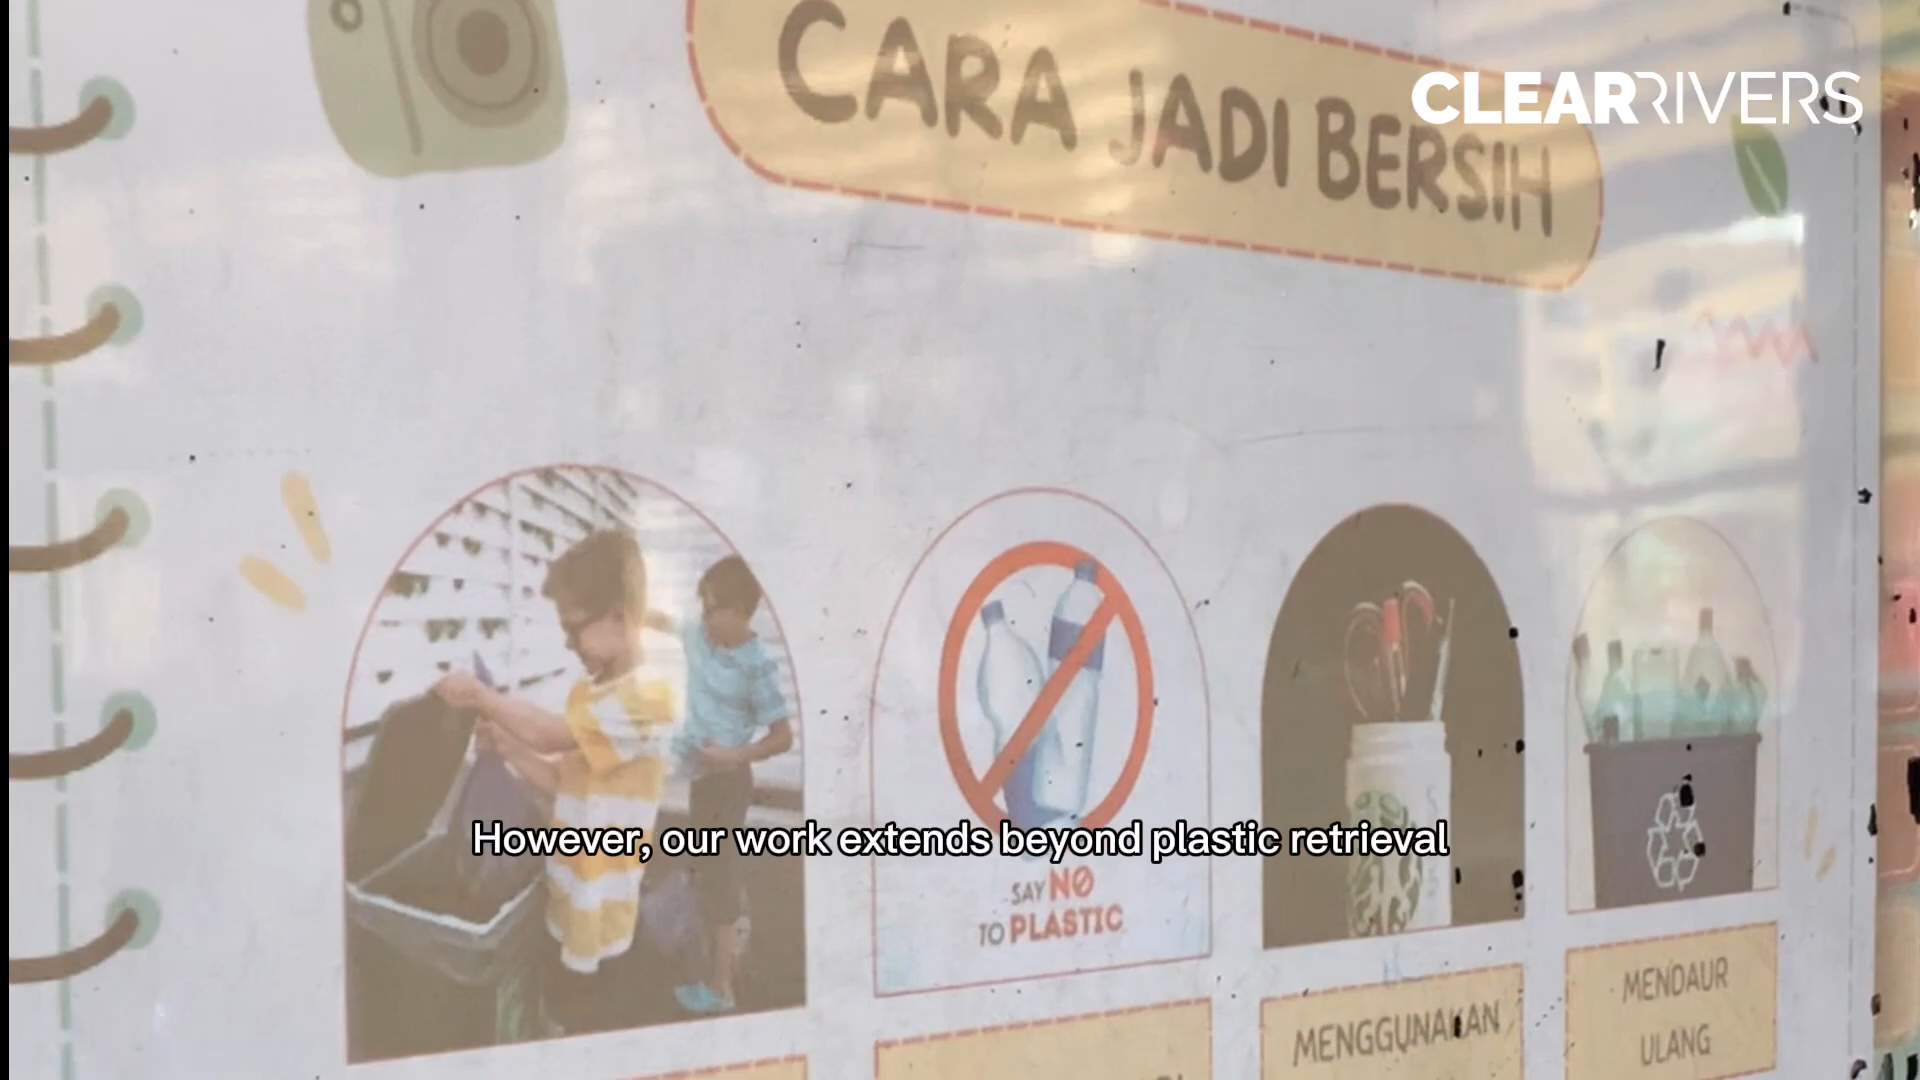 CARA JADI BERSIH
CLEARRIVERS
However, our work extends beyond plastic retrieval
SAY NO
TO PLASTIC
MENGGUNAKAN
MENDAUR
ULANG